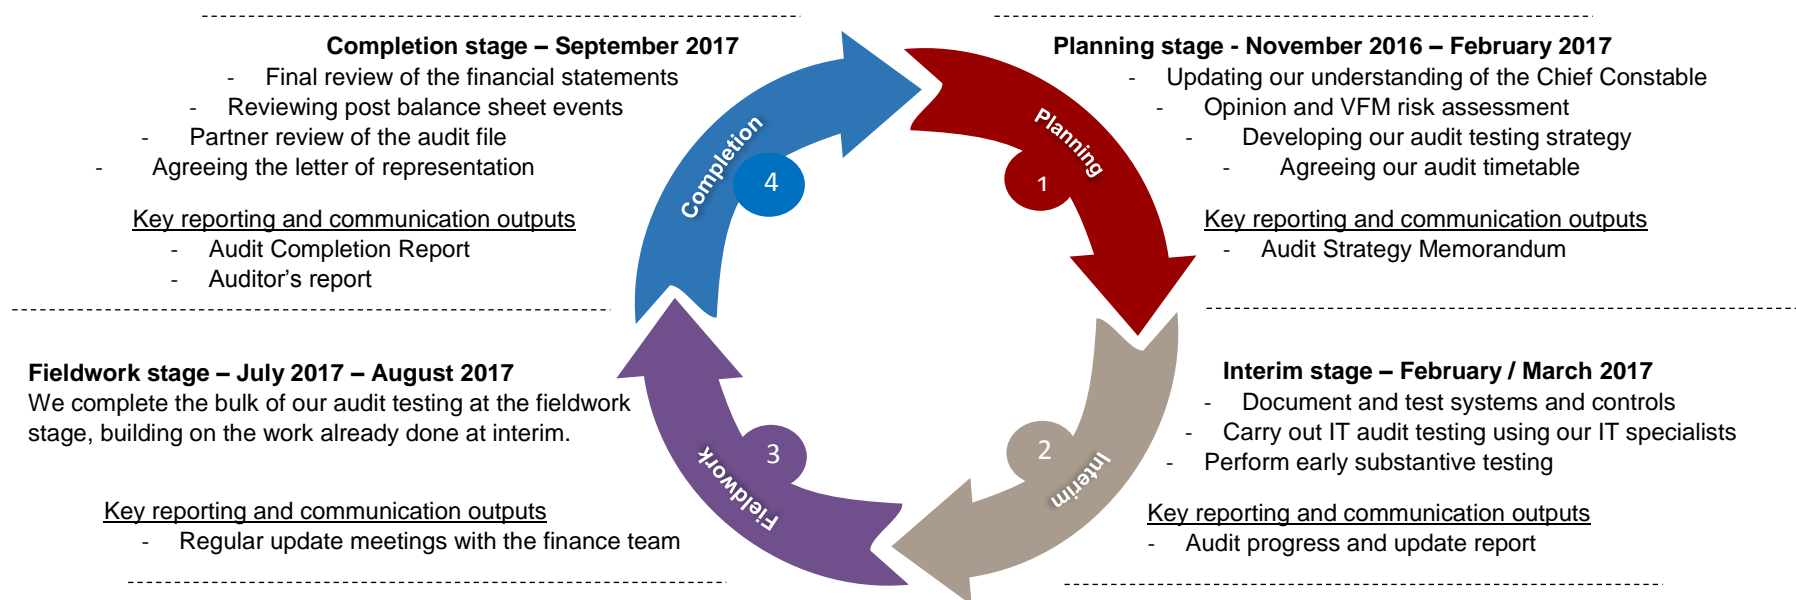 Completion stage – September 2017
- Final review of the financial statements
- Reviewing post balance sheet events
- Partner review of the audit file
- Agreeing the letter of representation
Key reporting and communication outputs
- Audit Completion Report
- Auditor's report
Planning stage - November 2016 – February 2017
- Updating our understanding of the Chief Constable
- Opinion and VFM risk assessment
- Developing our audit testing strategy
- Agreeing our audit timetable
Key reporting and communication outputs
- Audit Strategy Memorandum
Completion
4
Planning
1
Fieldwork stage – July 2017 – August 2017
We complete the bulk of our audit testing at the fieldwork
stage, building on the work already done at interim.
Key reporting and communication outputs
- Regular update meetings with the finance team
Fieldwork
3
Interim
2
Interim stage – February / March 2017
- Document and test systems and controls
- Carry out IT audit testing using our IT specialists
- Perform early substantive testing
Key reporting and communication outputs
- Audit progress and update report